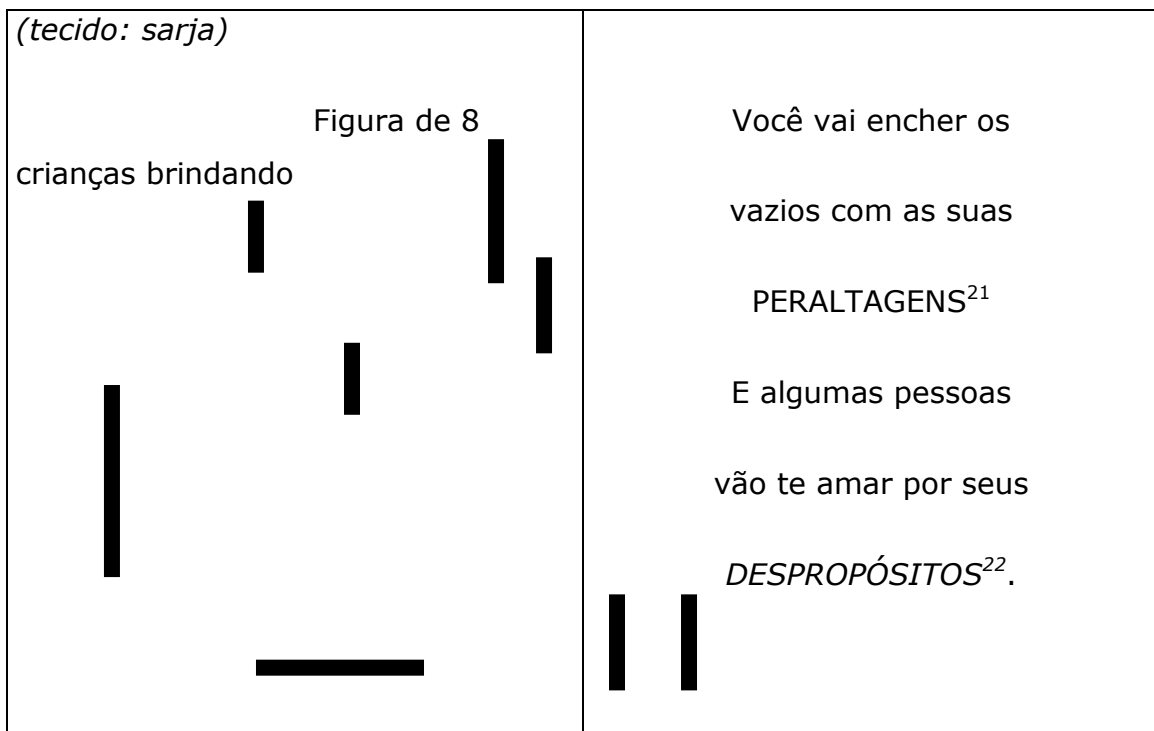 (tecido: sarja)
Figura de 8
crianças brindando
Você vai encher os
vazios com as suas
PERALTAGENS21
E algumas pessoas
vão te amar por seus
DESPROPÓSITOS22.